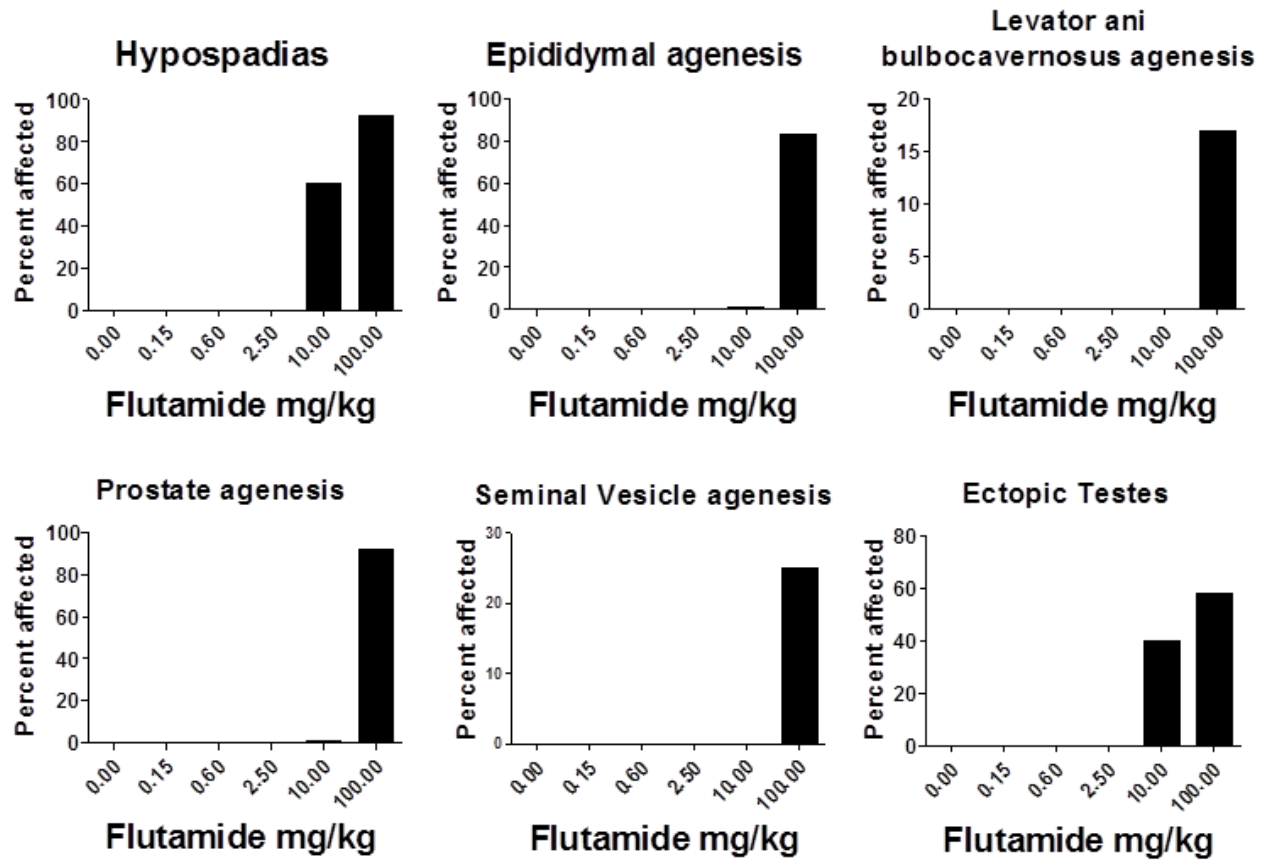 Hypospadias
Percent affected
100
80
60
40
20
0
0.00 0.15 0.60 2.50 10.00 100.00
Flutamide mg/kg
Epididymal agenesis
Percent affected
100
80
60
40
20
0
0.00 0.15 0.60 2.50 10.00 100.00
Flutamide mg/kg
Levator ani
bulbocavernosus agenesis
Percent affected
20
15
10
5
0
0.00 0.15 0.60 2.50 10.00 100.00
Flutamide mg/kg
Prostate agenesis
Percent affected
100
80
60
40
20
0
0.00 0.15 0.60 2.50 10.00 100.00
Flutamide mg/kg
Seminal Vesicle agenesis
Percent affected
30
20
10
0
0.00 0.15 0.60 2.50 10.00 100.00
Flutamide mg/kg
Ectopic Testes
Percent affected
80
60
40
20
0
0.00 0.15 0.60 2.50 10.00 100.00
Flutamide mg/kg